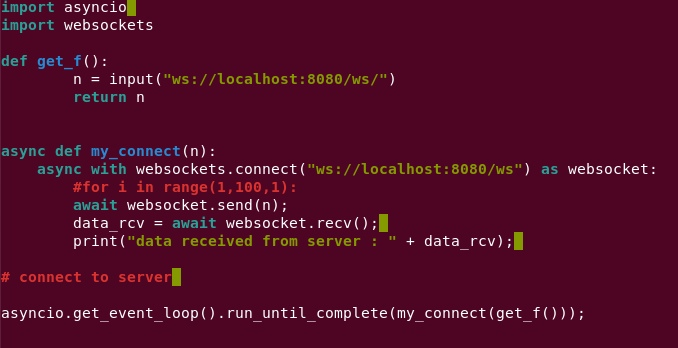 import asyncio
import websockets
def get_f():
        n = input("ws://localhost:8080/ws/")
        return n
async def my_connect(n):
    async with websockets.connect("ws://localhost:8080/ws") as websocket:
        #for i in range(1,100,1):
        await websocket.send(n);
        data_rcv = await websocket.recv();
        print("data received from server : " + data_rcv);
# connect to server
asyncio.get_event_loop().run_until_complete(my_connect(get_f()));